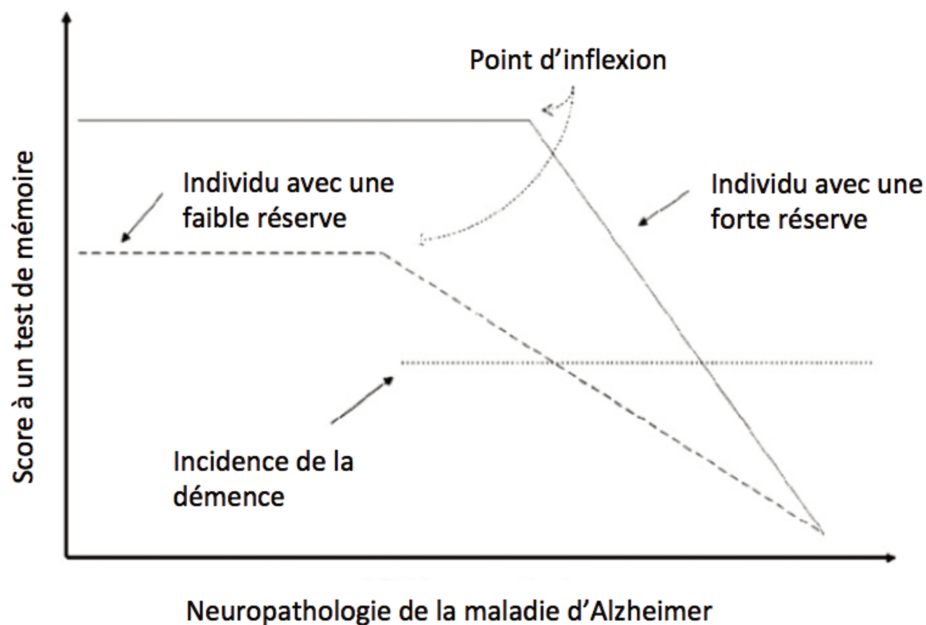 Point d’inflexion
Individu avec une
faible réserve
Individu avec une
forte réserve
Score à un test de mémoire
Incidence de la
démence
Neuropathologie de la maladie d’Alzheimer